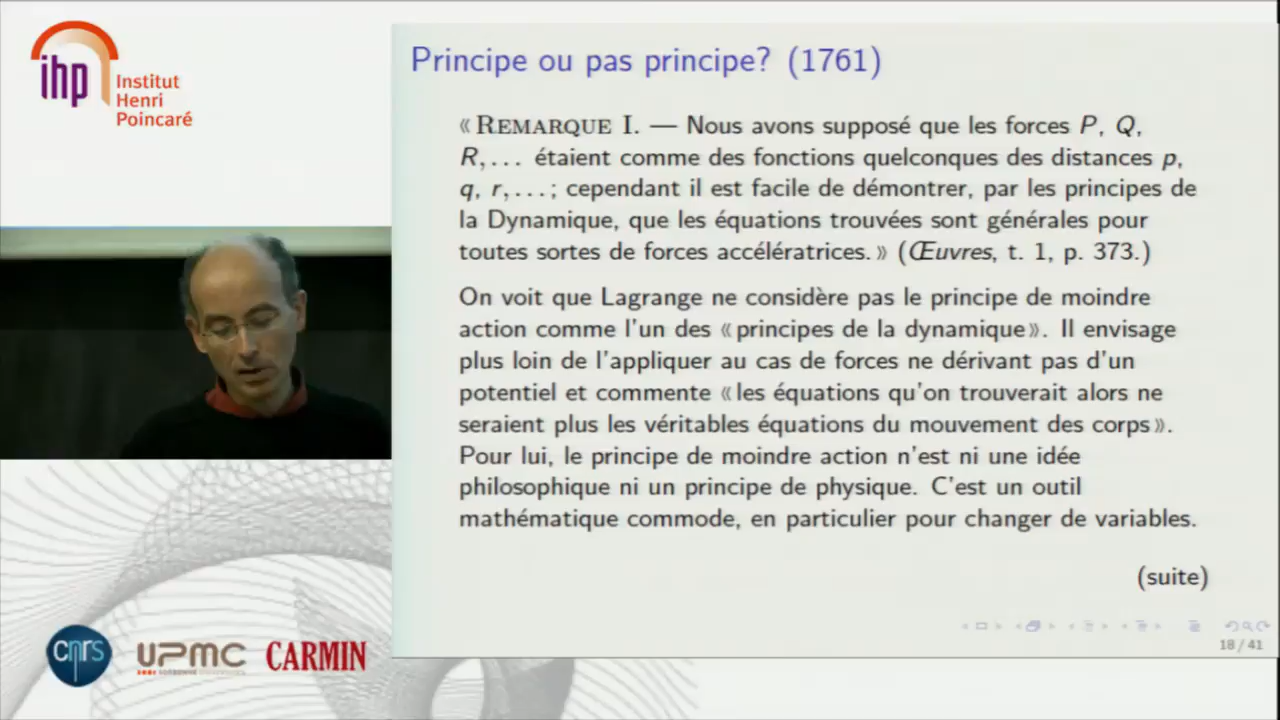 ihp
Institut
Henri
Poincaré
Principe ou pas principe? (1761)
« REMARQUE I. — Nous avons supposé que les forces P, Q,
R,... étaient comme des fonctions quelconques des distances p,
q, r,...; cependant il est facile de démontrer, par les principes de
la Dynamique, que les équations trouvées sont générales pour
toutes sortes de forces accélératrices. » (Œuvres, t. 1, p. 373.)
On voit que Lagrange ne considère pas le principe de moindre
action comme l'un des « principes de la dynamique ». Il envisage
plus loin de l'appliquer au cas de forces ne dérivant pas d'un
potentiel et commente « les équations qu'on trouverait alors ne
seraient plus les véritables équations du mouvement des corps ».
Pour lui, le principe de moindre action n'est ni une idée
philosophique ni un principe de physique. C'est un outil
mathématique commode, en particulier pour changer de variables.
(suite)
18 / 41
cnrs
UPMC
CARMIN